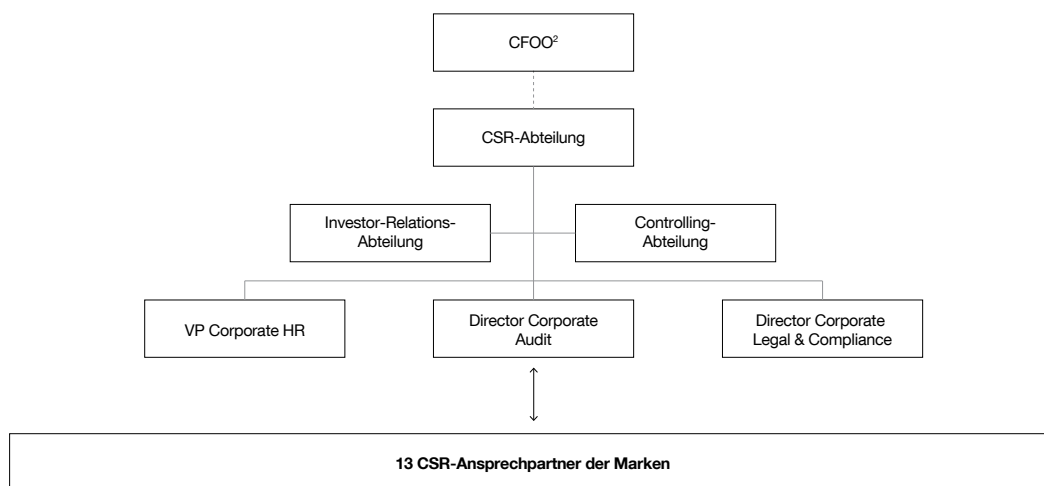 CFOO²
CSR-Abteilung
Investor-Relations-
Abteilung
Controlling-
Abteilung
VP Corporate HR
Director Corporate
Audit
Director Corporate
Legal & Compliance
13 CSR-Ansprechpartner der Marken